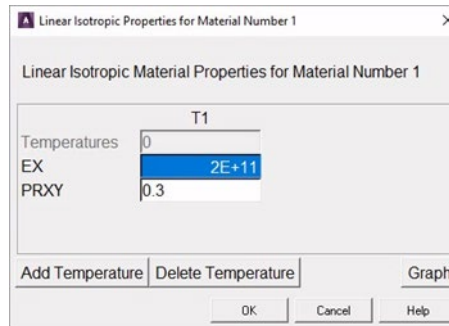 Linear Isotropic Properties for Material Number 1
Linear Isotropic Material Properties for Material Number 1
T1
Temperatures 0
EX 2E+11
PRXY 0.3
Add Temperature Delete Temperature Graph
OK Cancel Help